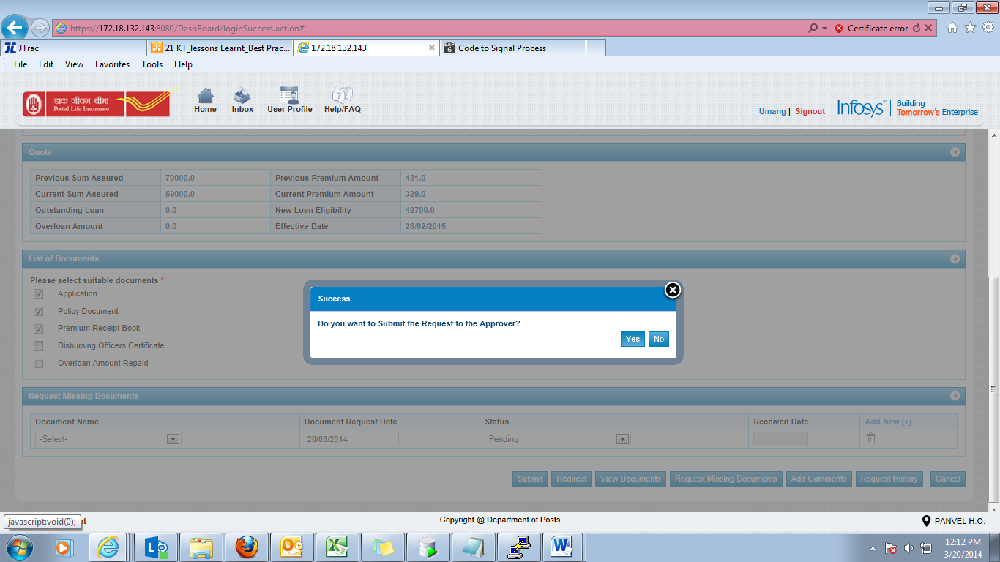 https://172.18.132.143:8080/DashBoard/loginSuccess.action#
Certificate error
JTrac
21 KT_lessons Learnt_Best Prac...
172.18.132.143
CAP 6
Code to Signal Process
File Edit View Favorites Tools Help
डाक जीवन बीमा
Postal Life Insurance
Home
Inbox
User Profile
Help/FAQ
Umang | Signout
Infosys
Building
Tomorrow's Enterprise
Quote
Previous Sum Assured 70000.0 Previous Premium Amount 431.0
Current Sum Assured 59000.0 Current Premium Amount 329.0
Outstanding Loan 0.0 New Loan Eligibility 42700.0
Overloan Amount 0.0 Effective Date 28/02/2015
List of Documents
Please select suitable documents *
Application
Policy Document
Premium Receipt Book
Disbursing Officers Certificate
Overloan Amount Repaid
Success
Do you want to Submit the Request to the Approver?
Yes No
Request Missing Documents
Document Name Document Request Date Status Received Date Add New [+]
-Select- 20/03/2014 Pending
Submit Redirect View Documents Request Missing Documents Add Comments Request History Cancel
javascript:void(0);
Copyright @ Department of Posts
PANVEL H.O.
12:12 PM
3/20/2014